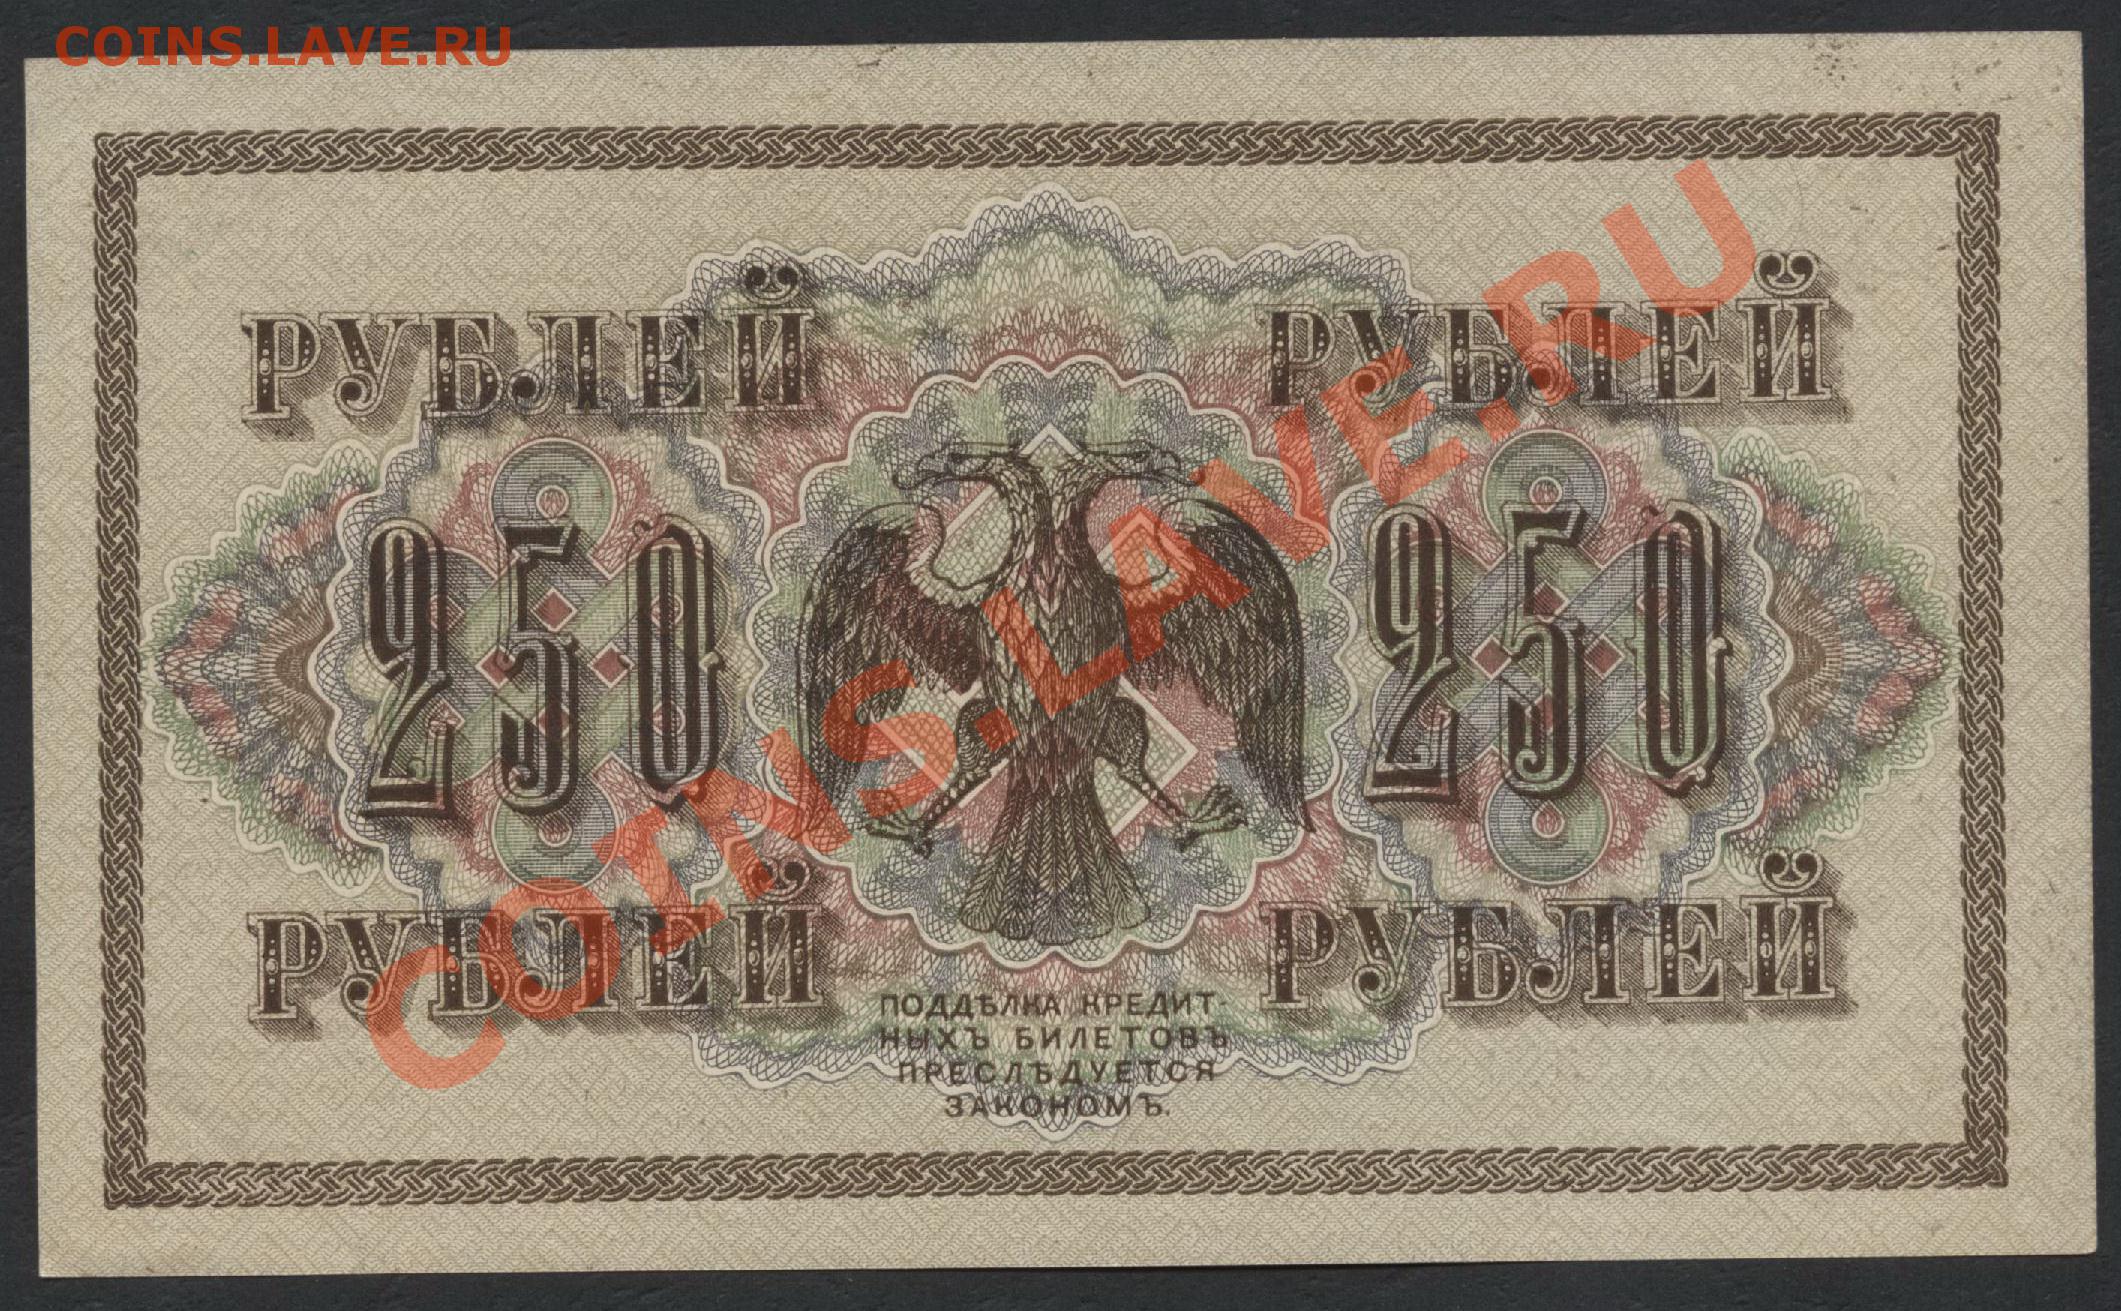 COINS.LAVE.RU
РУБЛЕЙ РУБЛЕЙ
250 250
РУБЛЕЙ РУБЛЕЙ
ПОДДѢЛКА КРЕДИТ-
НЫХЪ БИЛЕТОВЪ
ПРЕСЛѢДУЕТСЯ
ЗАКОНОМЪ.
COINS.LAVE.RU